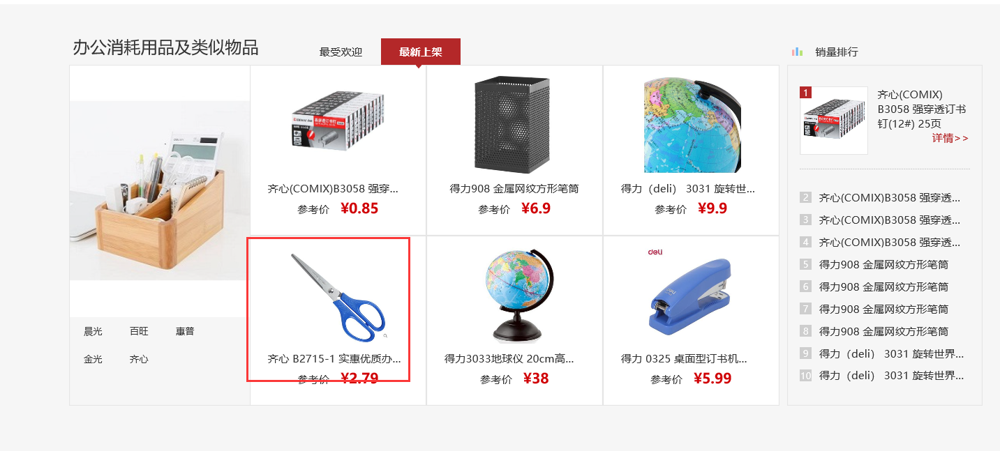 办公消耗用品及类似物品
最受欢迎
最新上架
销量排行
晨光 百旺 惠普
金光 齐心
齐心(COMIX)B3058 强穿...
参考价 ¥0.85
得力908 金属网纹方形笔筒
参考价 ¥6.9
得力（deli） 3031 旋转世...
参考价 ¥9.9
齐心 B2715-1 实惠优质办...
参考价 ¥2.79
得力3033地球仪 20cm高...
参考价 ¥38
deli
得力 0325 桌面型订书机...
参考价 ¥5.99
1
齐心(COMIX)
B3058 强穿透订书
钉(12#) 25页
详情>>
2 齐心(COMIX)B3058 强穿透...
3 齐心(COMIX)B3058 强穿透...
4 齐心(COMIX)B3058 强穿透...
5 得力908 金属网纹方形笔筒
6 得力908 金属网纹方形笔筒
7 得力908 金属网纹方形笔筒
8 得力908 金属网纹方形笔筒
9 得力（deli） 3031 旋转世界...
10 得力（deli） 3031 旋转世界...